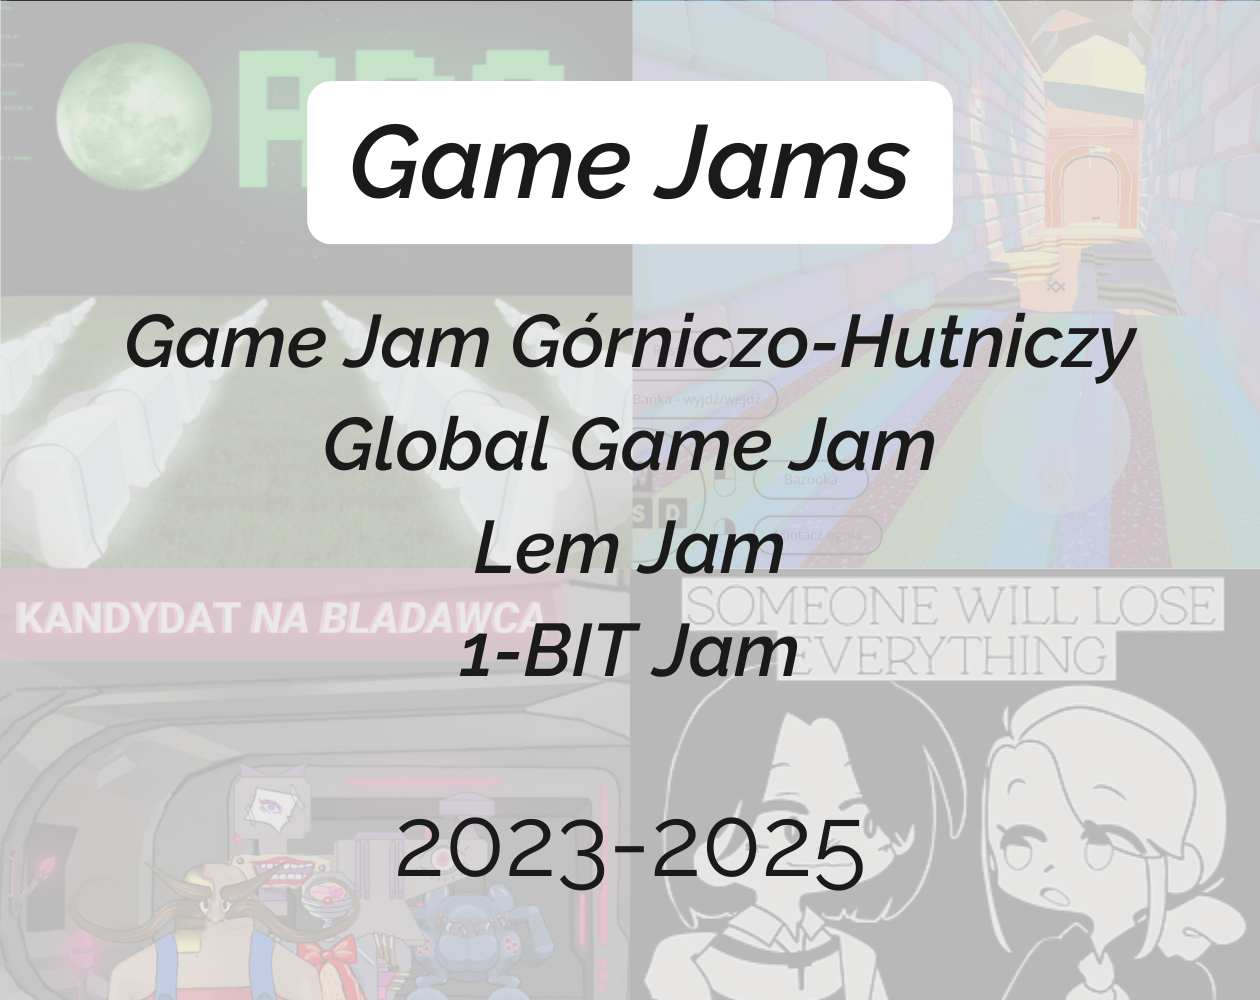 Game Jams
Game Jam Górniczo-Hutniczy
Global Game Jam
Bańka - wyjdź/wejdź
Bazooka
S D
Miotacz ognia
Lem Jam
KANDYDAT NA BLADAWCA
SOMEONE WILL LOSE
EVERYTHING
1-BIT Jam
2023-2025